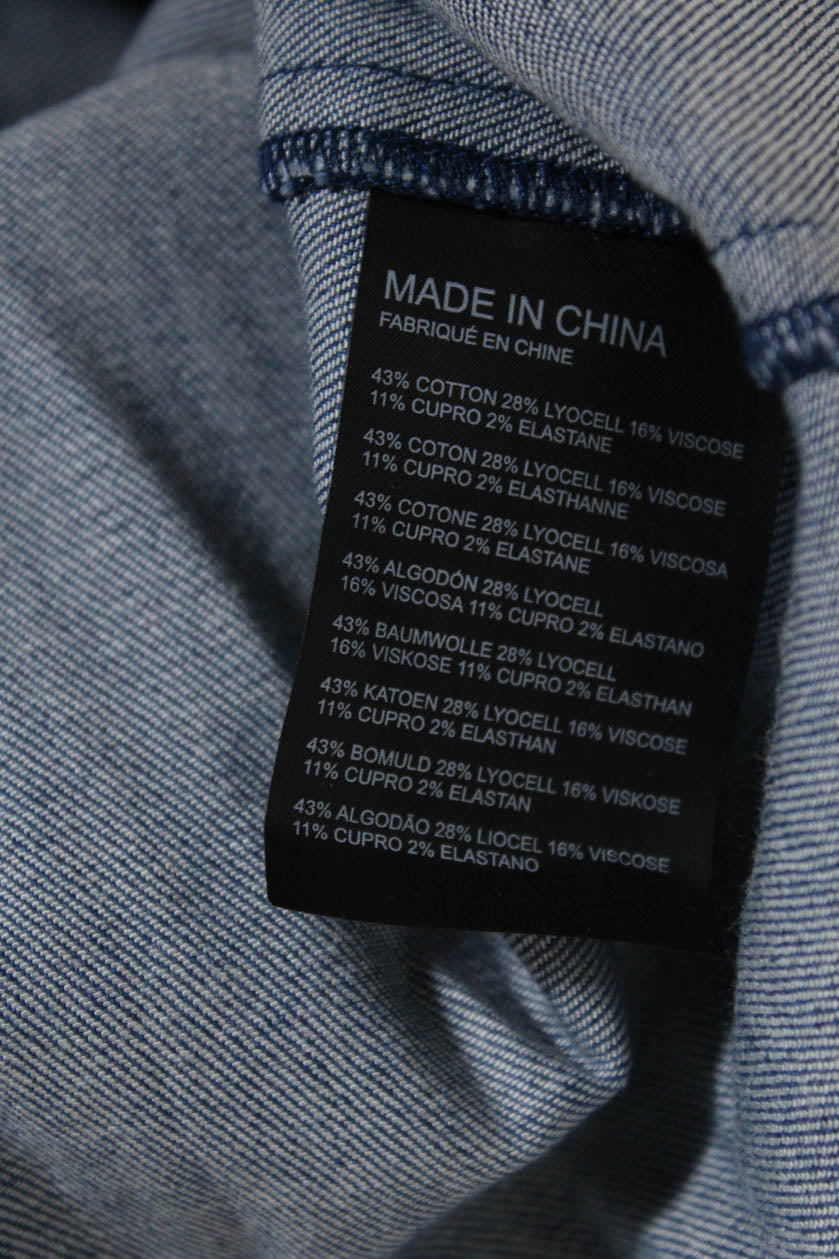 MADE IN CHINA
FABRIQUÉ EN CHINE
43% COTTON 28% LYOCELL 16% VISCOSE
11% CUPRO 2% ELASTANE
43% COTON 28% LYOCELL 16% VISCOSE
11% CUPRO 2% ELASTHANNE
43% COTONE 28% LYOCELL 16% VISCOSA
11% CUPRO 2% ELASTANE
43% ALGODÓN 28% LYOCELL
16% VISCOSA 11% CUPRO 2% ELASTANO
43% BAUMWOLLE 28% LYOCELL
16% VISKOSE 11% CUPRO 2% ELASTHAN
43% KATOEN 28% LYOCELL 16% VISCOSE
11% CUPRO 2% ELASTHAN
43% BOMULD 28% LYOCELL 16% VISKOSE
11% CUPRO 2% ELASTAN
43% ALGODÃO 28% LIOCEL 16% VISCOSE
11% CUPRO 2% ELASTANO